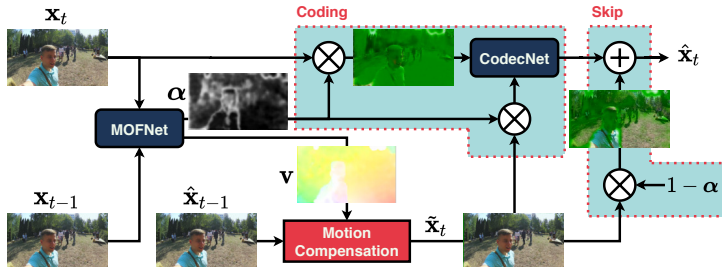 x_t
Coding
Skip
CodecNet
x̂_t
α
MOFNet
v
x_{t−1}
x̂_{t−1}
Motion
Compensation
x̃_t
1 − α